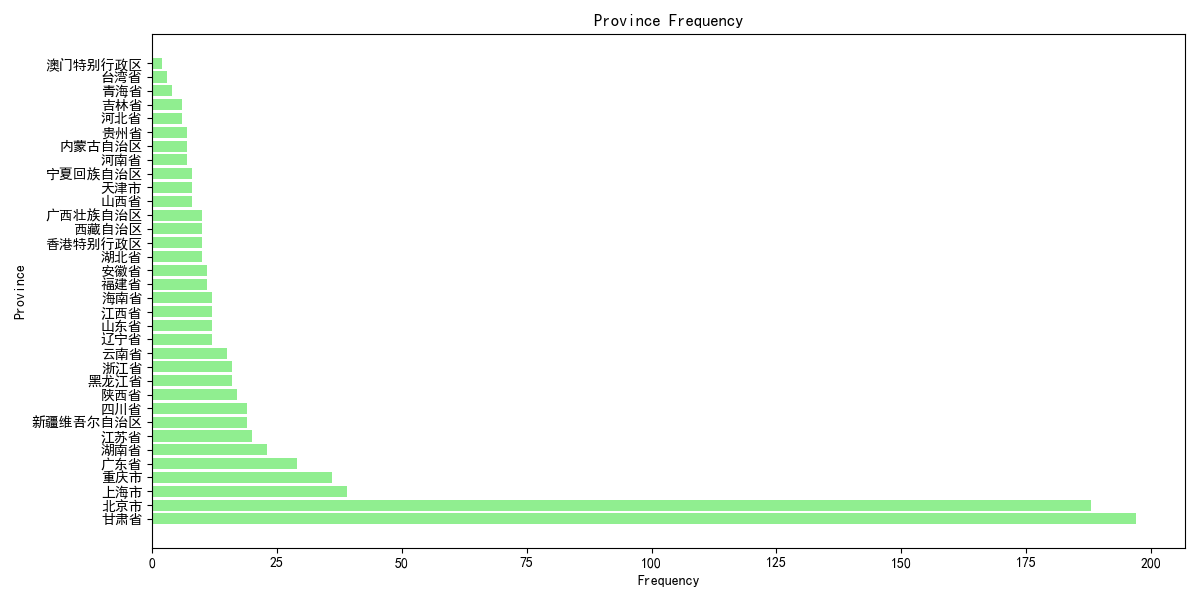 Province Frequency
Province
澳门特别行政区
台湾省
青海省
吉林省
河北省
贵州省
内蒙古自治区
河南省
宁夏回族自治区
天津市
山西省
广西壮族自治区
西藏自治区
香港特别行政区
湖北省
安徽省
福建省
海南省
江西省
山东省
辽宁省
云南省
浙江省
黑龙江省
陕西省
四川省
新疆维吾尔自治区
江苏省
湖南省
广东省
重庆市
上海市
北京市
甘肃省
0 25 50 75 100 125 150 175 200
Frequency